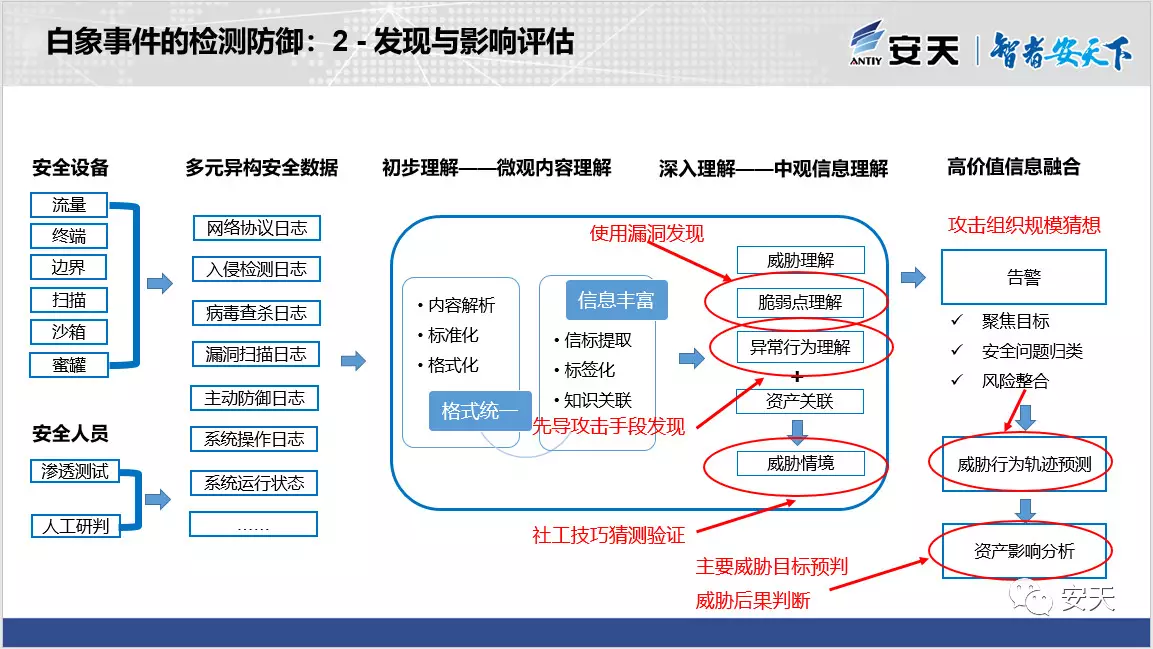 白象事件的检测防御：2 - 发现与影响评估
ANTIY 安天 智者安天下
安全设备
流量
终端
边界
扫描
沙箱
蜜罐
安全人员
渗透测试
人工研判
多元异构安全数据
网络协议日志
入侵检测日志
病毒查杀日志
漏洞扫描日志
主动防御日志
系统操作日志
系统运行状态
……
初步理解——微观内容理解
• 内容解析
• 标准化
• 格式化
格式统一
信息丰富
• 信标提取
• 标签化
• 知识关联
深入理解——中观信息理解
使用漏洞发现
威胁理解
脆弱点理解
异常行为理解
+
资产关联
先导攻击手段发现
威胁情境
社工技巧猜测验证
主要威胁目标预判
威胁后果判断
高价值信息融合
攻击组织规模猜想
告警
✓ 聚焦目标
✓ 安全问题归类
✓ 风险整合
威胁行为轨迹预测
资产影响分析
安天